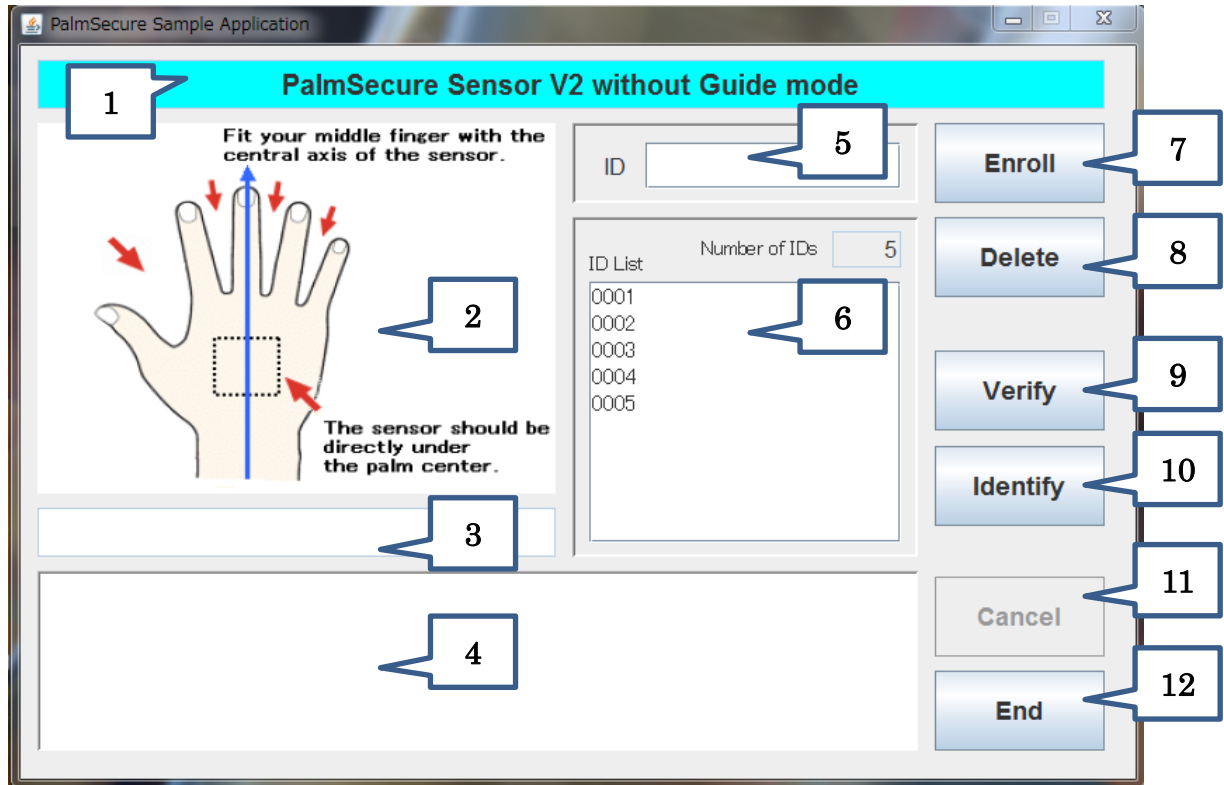 PalmSecure Sample Application
PalmSecure Sensor V2 without Guide mode
1
Fit your middle finger with the
central axis of the sensor.
2
The sensor should be
directly under
the palm center.
3
4
ID
5
Number of IDs 5
ID List
0001
0002
0003
0004
0005
6
Enroll
7
Delete
8
Verify
9
Identify
10
Cancel
11
End
12